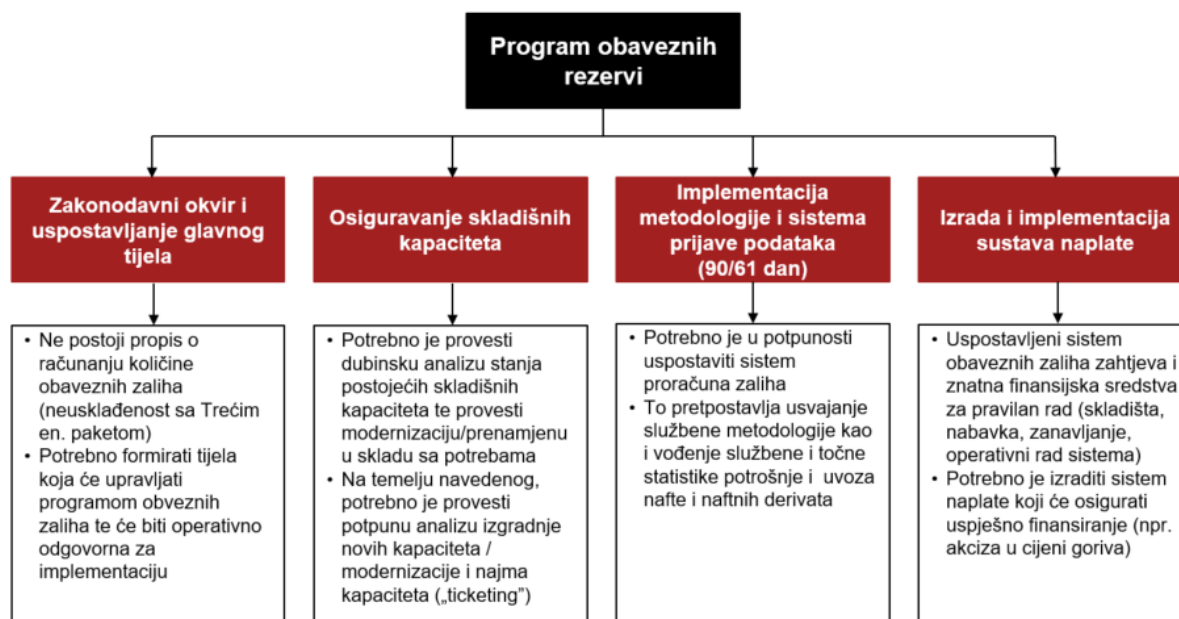 Program obaveznih
rezervi
Zakonodavni okvir i
uspostavljanje glavnog
tijela
Osiguravanje skladišnih
kapaciteta
Implementacija
metodologije i sistema
prijave podataka
(90/61 dan)
Izrada i implementacija
sustava naplate
• Ne postoji propis o
računanju količine
obaveznih zaliha
(neusklađenost sa Trećim
en. paketom)
• Potrebno formirati tijela
koja će upravljati
programom obveznih
zaliha te će biti operativno
odgovorna za
implementaciju
• Potrebno je provesti
dubinsku analizu stanja
postojećih skladišnih
kapaciteta te provesti
modernizaciju/prenamjenu
u skladu sa potrebama
• Na temelju navedenog,
potrebno je provesti
potpunu analizu izgradnje
novih kapaciteta /
modernizacije i najma
kapaciteta („ticketing”)
• Potrebno je u potpunosti
uspostaviti sistem
proračuna zaliha
• To pretpostavlja usvajanje
službene metodologije kao
i vođenje službene i točne
statistike potrošnje i uvoza
nafte i naftnih derivata
• Uspostavljeni sistem
obaveznih zaliha zahtjeva i
znatna finansijska sredstva
za pravilan rad (skladišta,
nabavka, zanavljanje,
operativni rad sistema)
• Potrebno je izraditi sistem
naplate koji će osigurati
uspješno finansiranje (npr.
akciza u cijeni goriva)